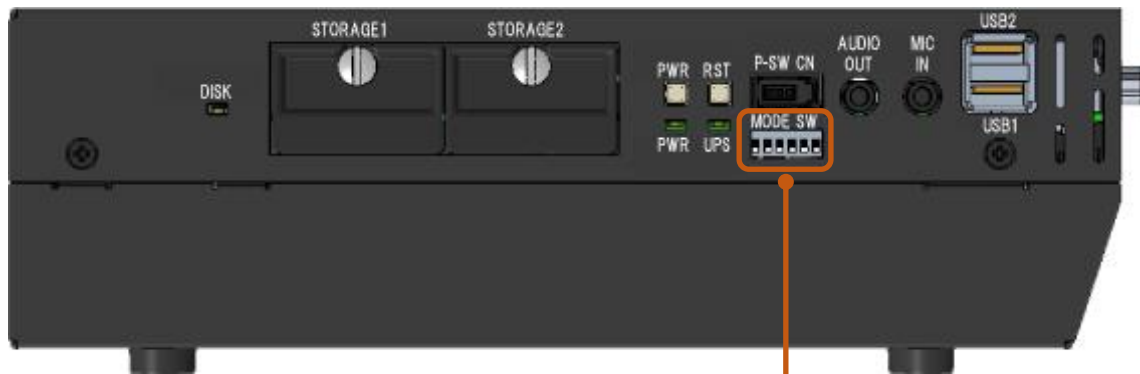 STORAGE1
STORAGE2
DISK
PWR RST
P-SW CN
AUDIO
OUT
MIC
IN
USB2
PWR UPS
MODE SW
USB1